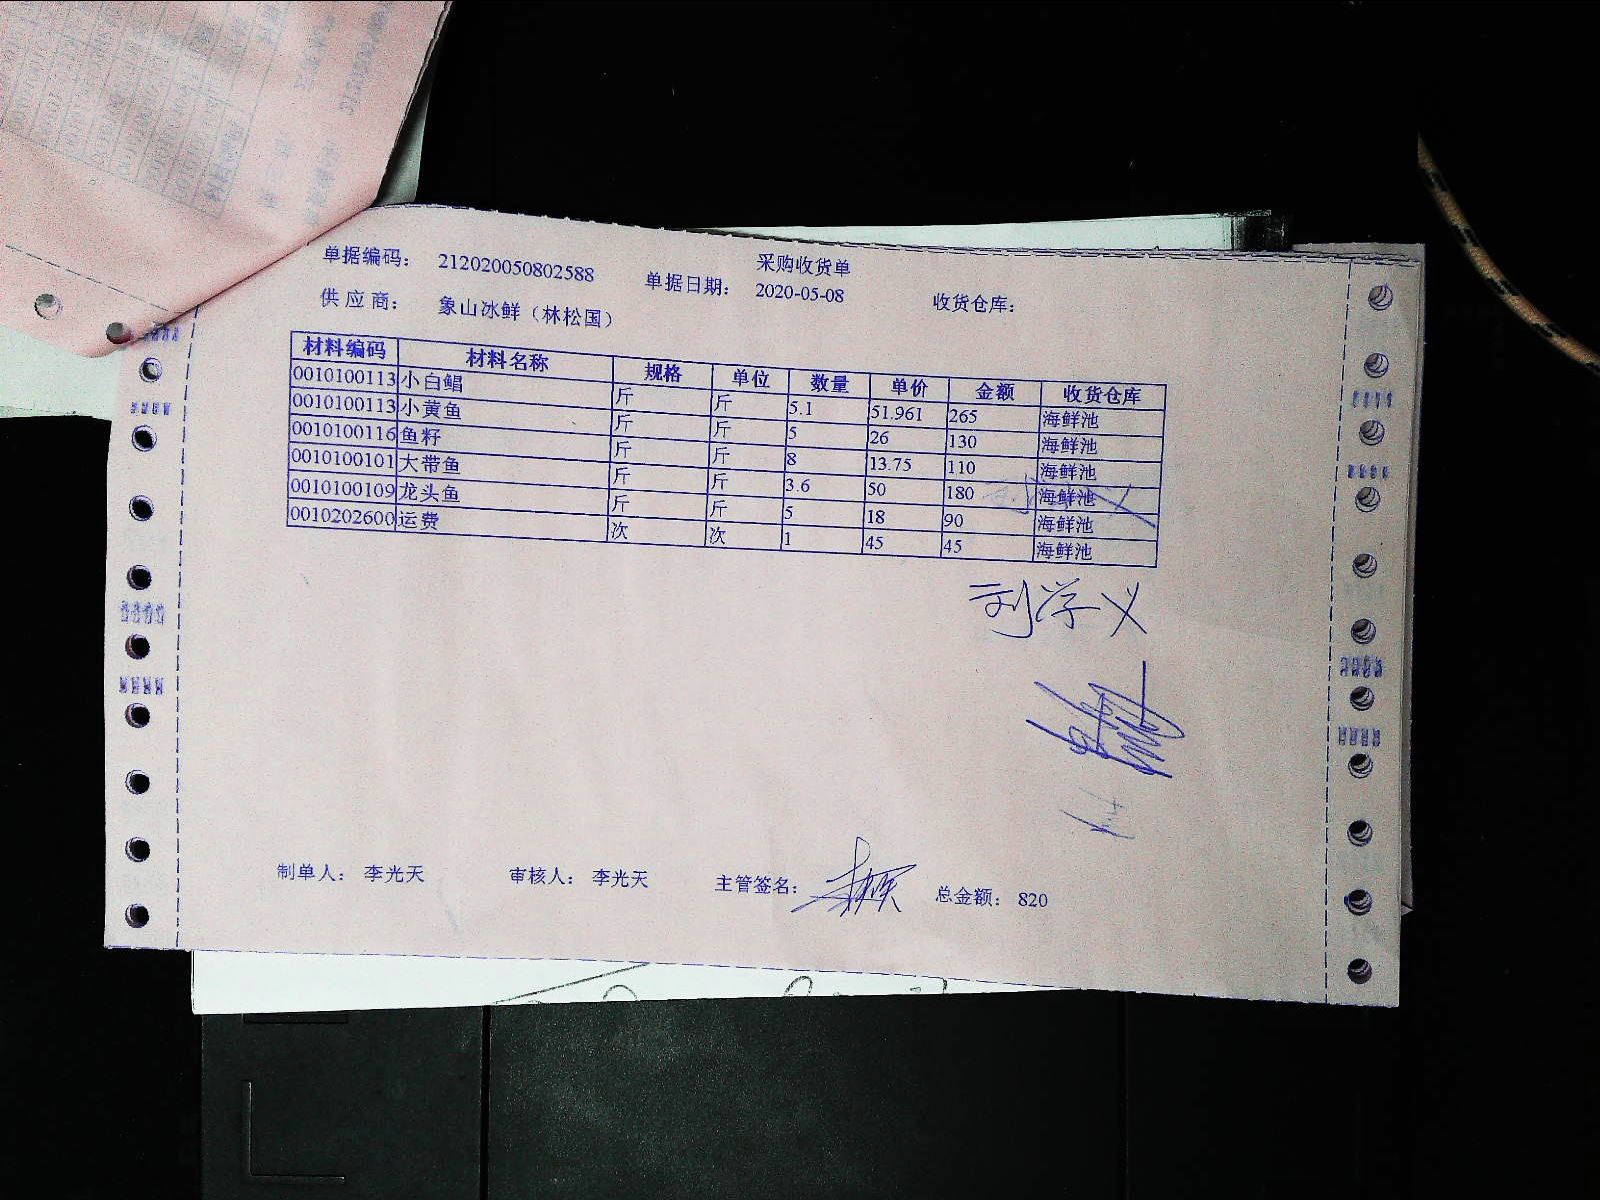 采购收货单
单据编码： 212020050802588 单据日期： 2020-05-08 收货仓库：
供应商： 象山冰鲜（林松国）
材料编码 材料名称 规格 单位 数量 单价 金额 收货仓库
0010100113 小白鲳 斤 斤 5.1 51.961 265 海鲜池
0010100113 小黄鱼 斤 斤 5 26 130 海鲜池
0010100116 鱼籽 斤 斤 8 13.75 110 海鲜池
0010100101 大带鱼 斤 斤 3.6 50 180 海鲜池
0010100109 龙头鱼 斤 斤 5 18 90 海鲜池
0010202600 运费 次 次 1 45 45 海鲜池
刘学义
制单人： 李光天 审核人： 李光天 主管签名： 总金额： 820